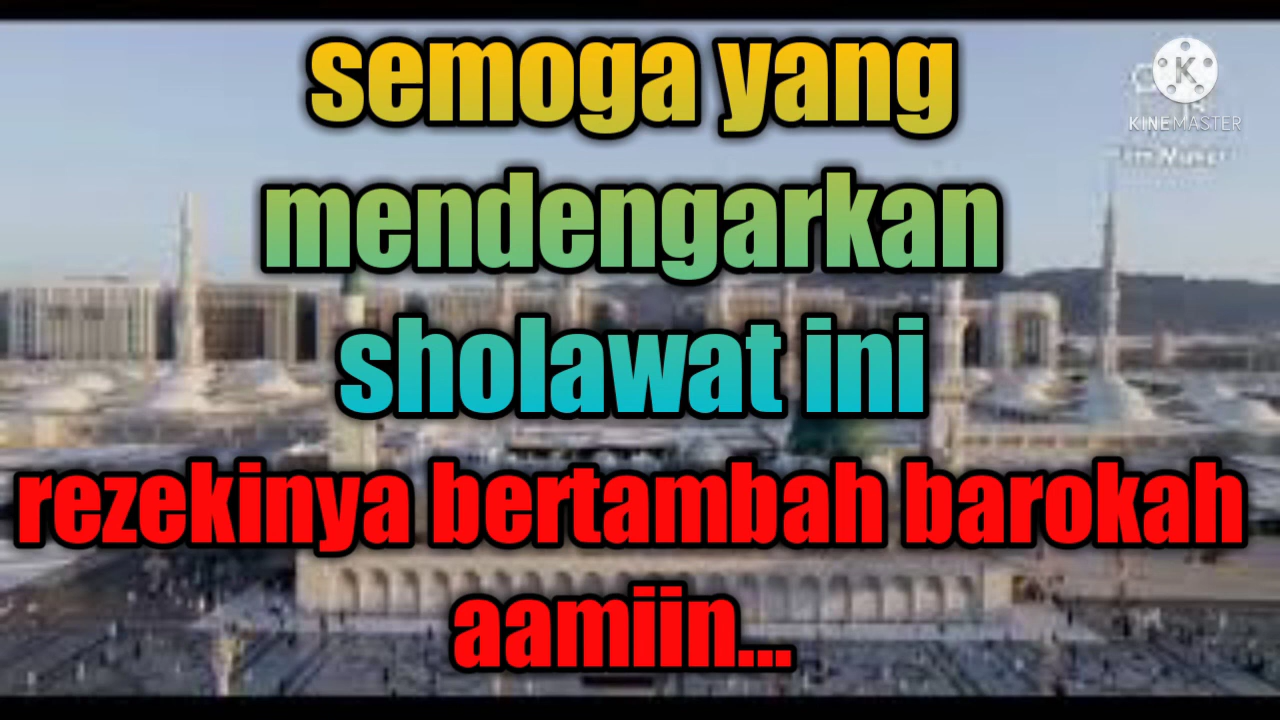 semoga yang
mendengarkan
sholawat ini
rezekinya bertambah barokah
aamiin...
KINEMASTER